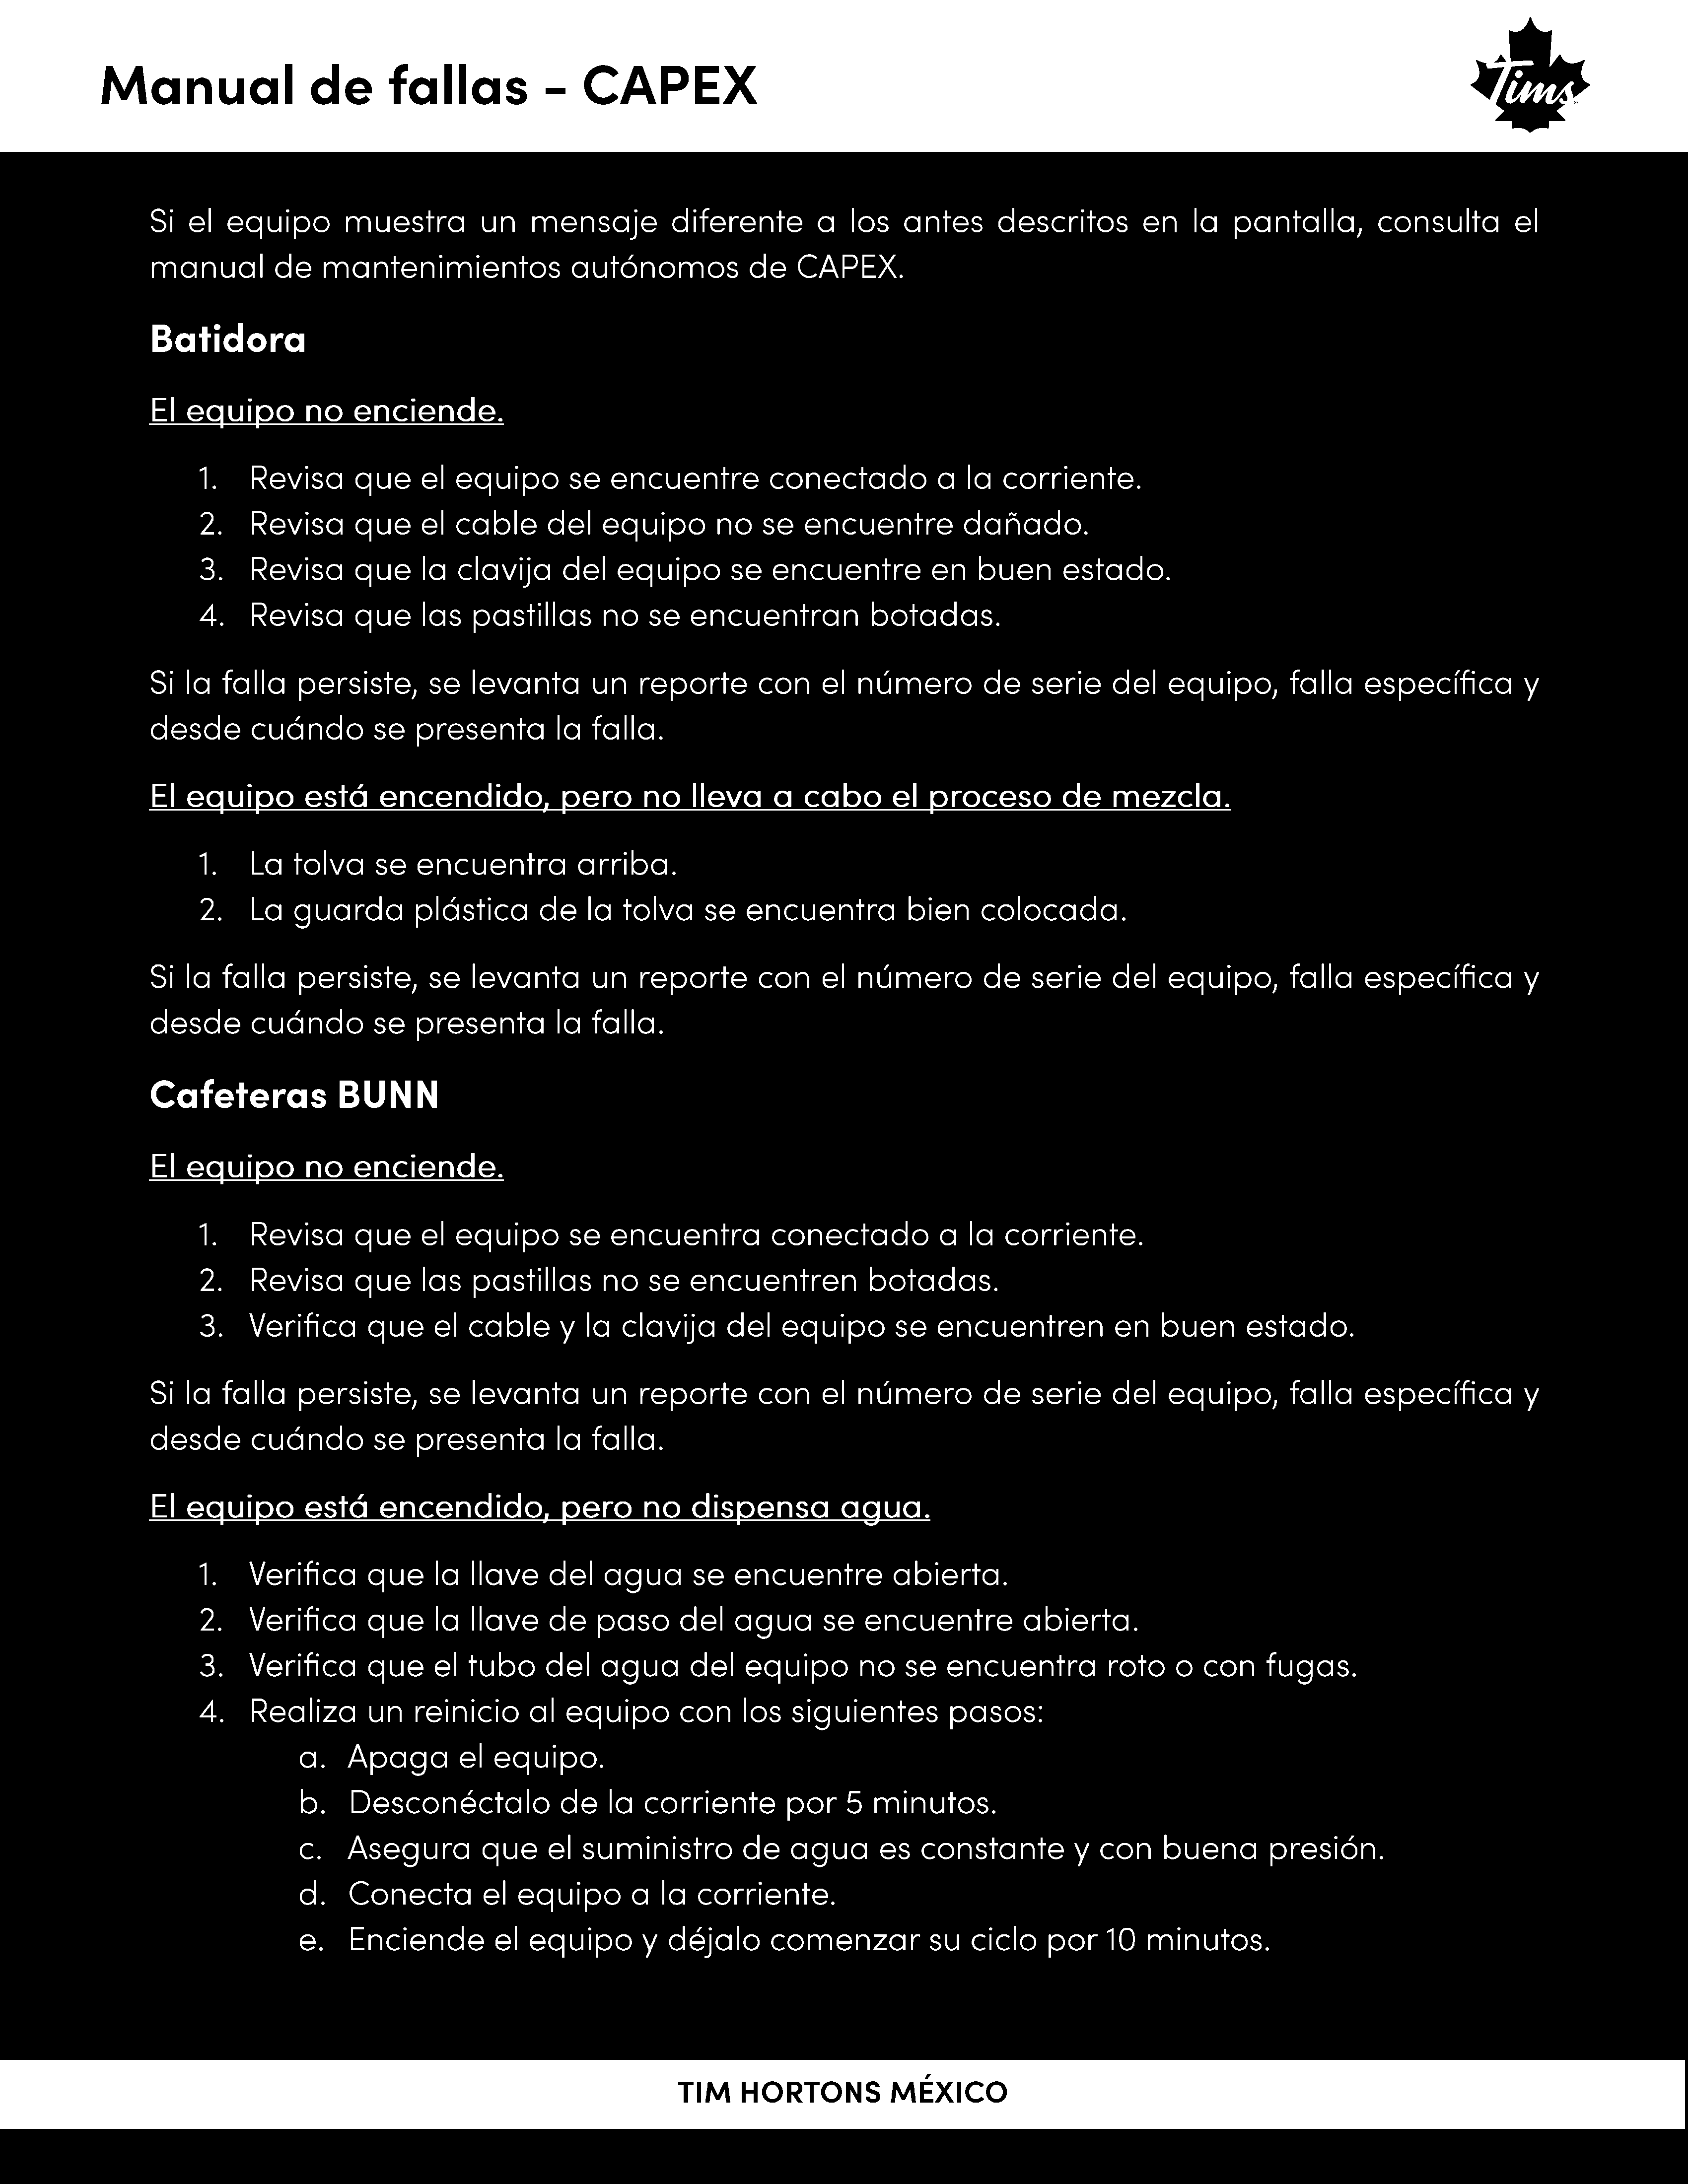 Manual de fallas - CAPEX
Tims
Si el equipo muestra un mensaje diferente a los antes descritos en la pantalla, consulta el
manual de mantenimientos autónomos de CAPEX.
Batidora
El equipo no enciende.
1. Revisa que el equipo se encuentre conectado a la corriente.
2. Revisa que el cable del equipo no se encuentre dañado.
3. Revisa que la clavija del equipo se encuentre en buen estado.
4. Revisa que las pastillas no se encuentran botadas.
Si la falla persiste, se levanta un reporte con el número de serie del equipo, falla específica y
desde cuándo se presenta la falla.
El equipo está encendido, pero no lleva a cabo el proceso de mezcla.
1. La tolva se encuentra arriba.
2. La guarda plástica de la tolva se encuentra bien colocada.
Si la falla persiste, se levanta un reporte con el número de serie del equipo, falla específica y
desde cuándo se presenta la falla.
Cafeteras BUNN
El equipo no enciende.
1. Revisa que el equipo se encuentra conectado a la corriente.
2. Revisa que las pastillas no se encuentren botadas.
3. Verifica que el cable y la clavija del equipo se encuentren en buen estado.
Si la falla persiste, se levanta un reporte con el número de serie del equipo, falla específica y
desde cuándo se presenta la falla.
El equipo está encendido, pero no dispensa agua.
1. Verifica que la llave del agua se encuentre abierta.
2. Verifica que la llave de paso del agua se encuentre abierta.
3. Verifica que el tubo del agua del equipo no se encuentra roto o con fugas.
4. Realiza un reinicio al equipo con los siguientes pasos:
a. Apaga el equipo.
b. Desconéctalo de la corriente por 5 minutos.
c. Asegura que el suministro de agua es constante y con buena presión.
d. Conecta el equipo a la corriente.
e. Enciende el equipo y déjalo comenzar su ciclo por 10 minutos.
TIM HORTONS MÉXICO